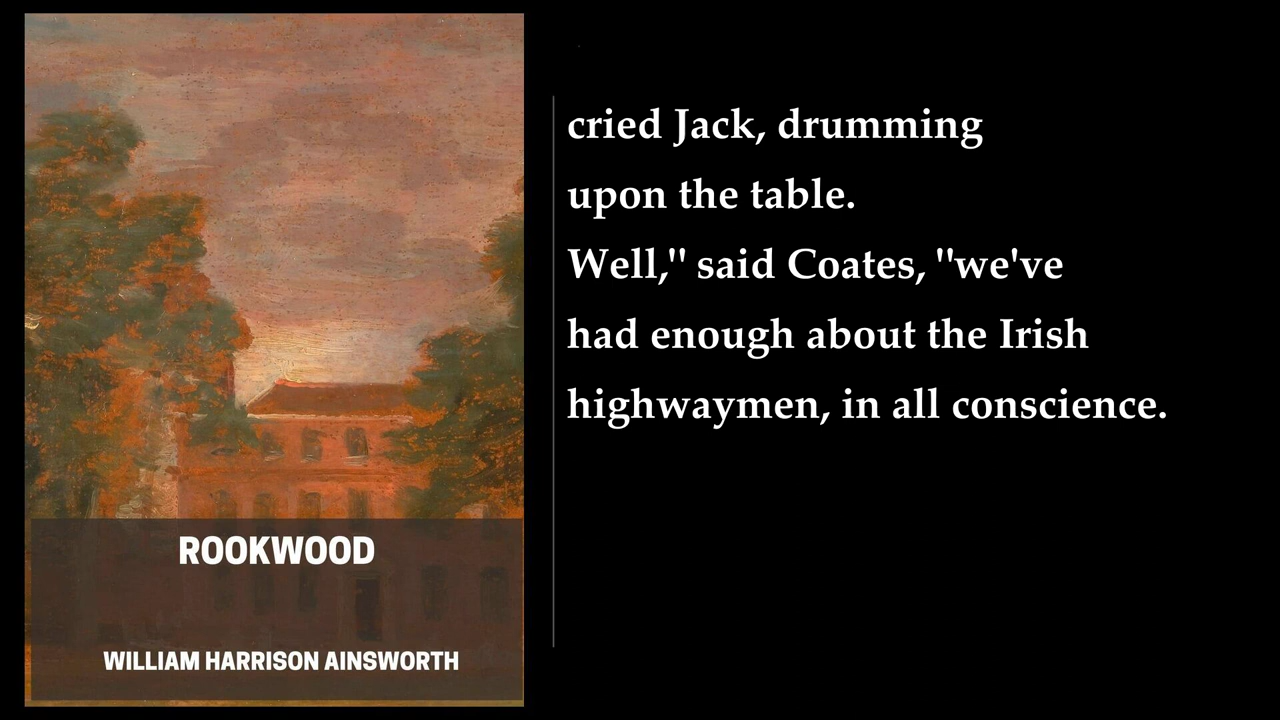 ROOKWOOD
WILLIAM HARRISON AINSWORTH
cried Jack, drumming
upon the table.
Well," said Coates, "we've
had enough about the Irish
highwaymen, in all conscience.